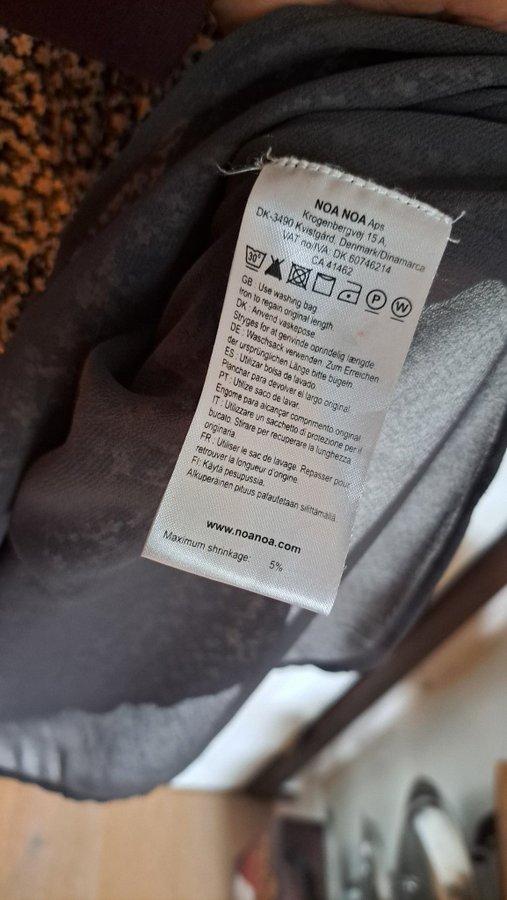 NOA NOA Aps
Krogenbergvej 15 A,
DK-3490 Kvistgård, Denmark/Dinamarca
VAT no/IVA: DK 60746214
CA 41462
30° P W
GB : Use washing bag
Iron to regain original length
DK : Anvend vaskepose.
Stryges for at genvinde oprindelig længde
DE : Waschsack verwenden. Zum Erreichen
der ursprünglichen Länge bitte bügeln.
ES : Utilizar bolsa de lavado.
Planchar para devolver el largo original.
PT : Utilize saco de lavar.
Engome para alcançar comprimento original
IT : Utilizzare un sacchetto di protezione per il
bucato. Stirare per recuperare la lunghezza
originaria.
FR : Utiliser le sac de lavage. Repasser pour
retrouver la longueur d'origine.
FI: Käytä pesupussia.
Alkuperäinen pituus palautetaan silittämällä
www.noanoa.com
Maximum shrinkage: 5%